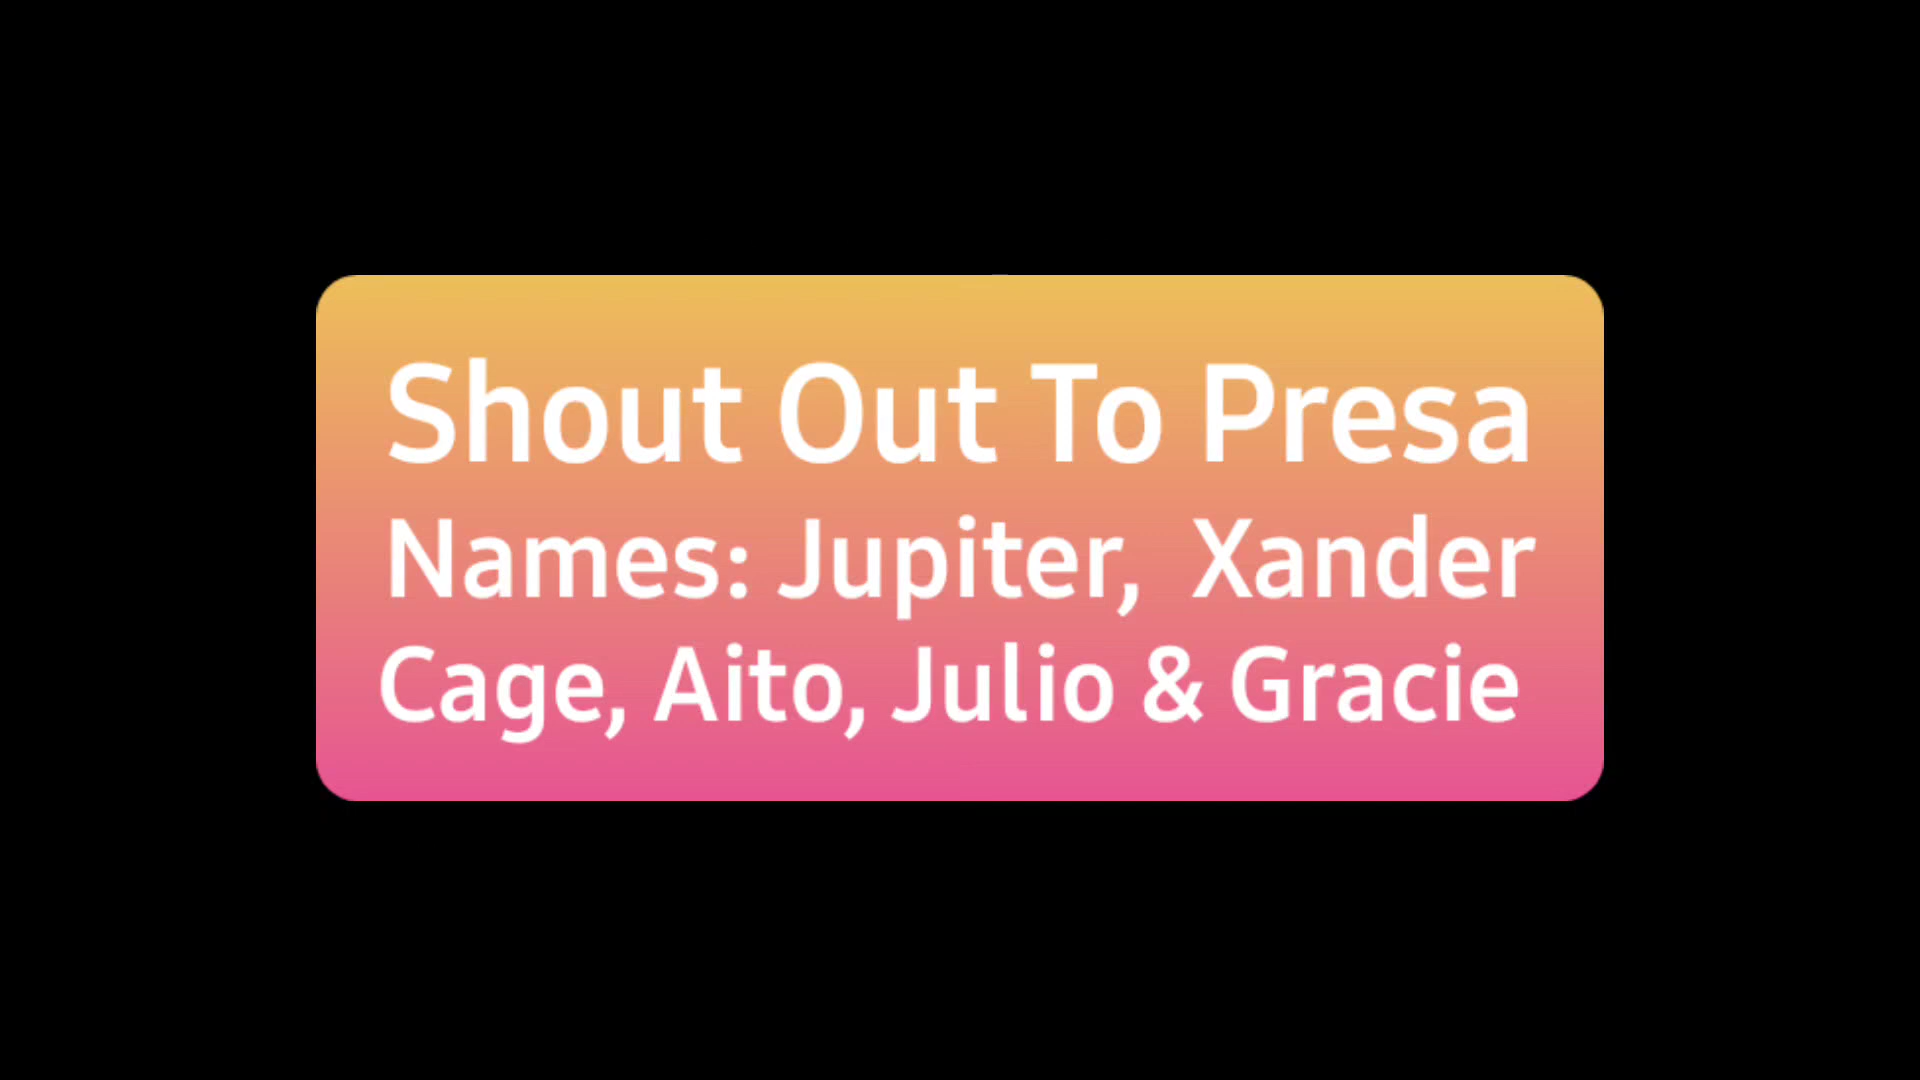 Shout Out To Presa
Names: Jupiter, Xander
Cage, Aito, Julio & Gracie